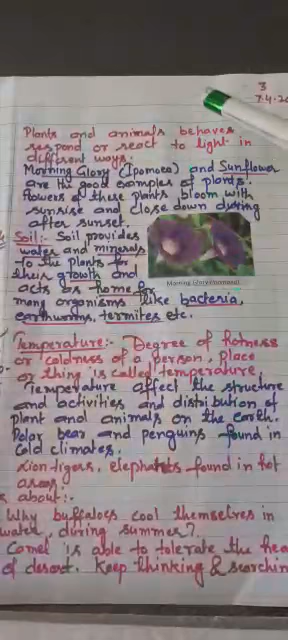 3
7.4.20
Plants and animals behaves
respond or react to light in
different ways.
Morning Glory (Ipomoea) and Sunflower
are the good examples of plants.
flowers of these plants bloom with
sunrise and close down during
after sunset.
Soil:- Soil provides
water and minerals
to the plants for
their growth and
acts as home for
Morning Glory (Ipomoea)
many organisms like bacteria,
earthworms, termites etc.
Temperature:- Degree of hotness
or coldness of a person, Place
or thing is called temperature.
Temperature affect the structure
and activities and distribution of
plant and animals on the earth.
Polar bear and penguins found in
Cold climates.
Lion tigers, elephants found in hot
areas.
about:-
Why buffaloes cool themselves in
water, during summer?
Camel is able to tolerate the hea
of desert. Keep thinking & searchin